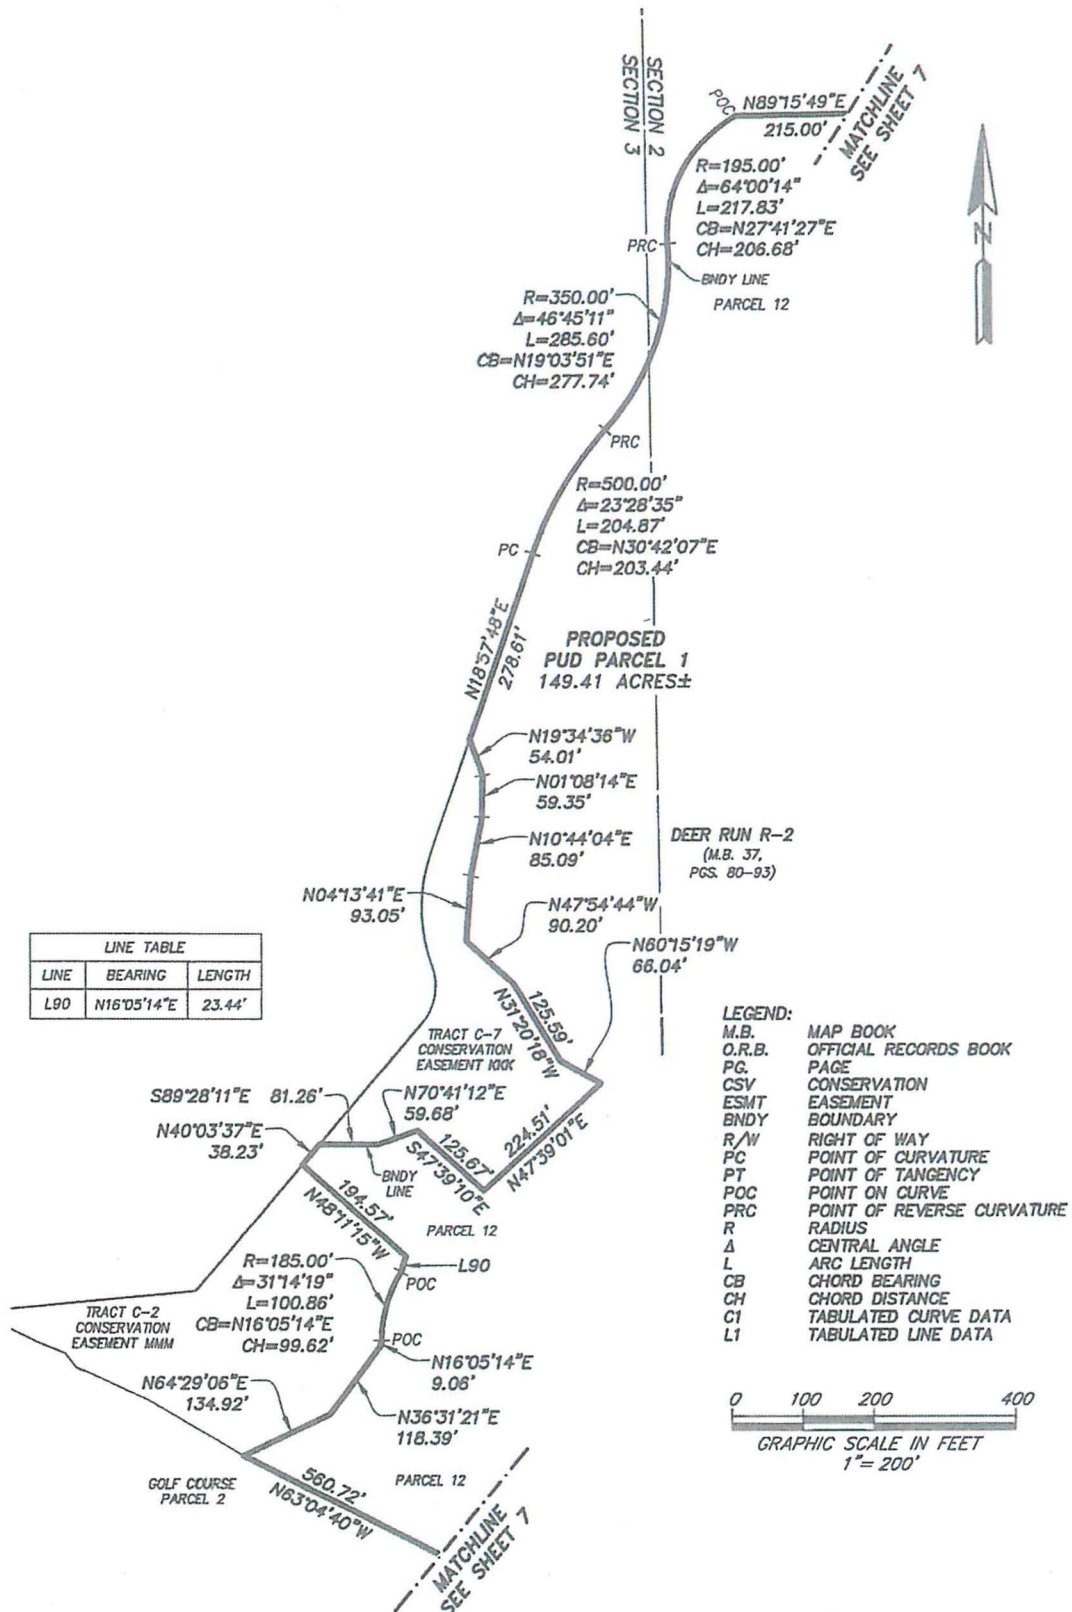 SECTION 2
SECTION 3
POC
N89°15'49"E
215.00'
MATCHLINE
SEE SHEET 7
R=195.00'
Δ=64°00'14"
L=217.83'
CB=N27°41'27"E
CH=206.68'
N
PRC
BNDY LINE
PARCEL 12
R=350.00'
Δ=46°45'11"
L=285.60'
CB=N19°03'51"E
CH=277.74'
PRC
R=500.00'
Δ=23°28'35"
L=204.87'
CB=N30°42'07"E
CH=203.44'
PC
N18°57'48"E
278.61'
PROPOSED
PUD PARCEL 1
149.41 ACRES±
N19°34'36"W
54.01'
N01°08'14"E
59.35'
N10°44'04"E
85.09'
DEER RUN R-2
(M.B. 37,
PGS. 80-93)
N04°13'41"E
93.05'
N47°54'44"W
90.20'
N60°15'19"W
66.04'
LINE TABLE
LINE BEARING LENGTH
L90 N16°05'14"E 23.44'
125.59'
N31°20'18"W
TRACT C-7
CONSERVATION
EASEMENT KKK
S89°28'11"E 81.26'
N70°41'12"E
59.68'
N40°03'37"E
38.23'
224.51'
N47°39'01"E
125.67'
S47°39'10"E
BNDY
LINE
194.57'
N48°11'15"W
PARCEL 12
L90
POC
R=185.00'
Δ=31°14'19"
L=100.86'
CB=N16°05'14"E
CH=99.62'
TRACT C-2
CONSERVATION
EASEMENT MMM
POC
N16°05'14"E
9.06'
N64°29'06"E
134.92'
N36°31'21"E
118.39'
GOLF COURSE
PARCEL 2
PARCEL 12
560.72'
N63°04'40"W
MATCHLINE
SEE SHEET 7
LEGEND:
M.B. MAP BOOK
O.R.B. OFFICIAL RECORDS BOOK
PG. PAGE
CSV CONSERVATION
ESMT EASEMENT
BNDY BOUNDARY
R/W RIGHT OF WAY
PC POINT OF CURVATURE
PT POINT OF TANGENCY
POC POINT ON CURVE
PRC POINT OF REVERSE CURVATURE
R RADIUS
Δ CENTRAL ANGLE
L ARC LENGTH
CB CHORD BEARING
CH CHORD DISTANCE
C1 TABULATED CURVE DATA
L1 TABULATED LINE DATA
0 100 200 400
GRAPHIC SCALE IN FEET
1"= 200'